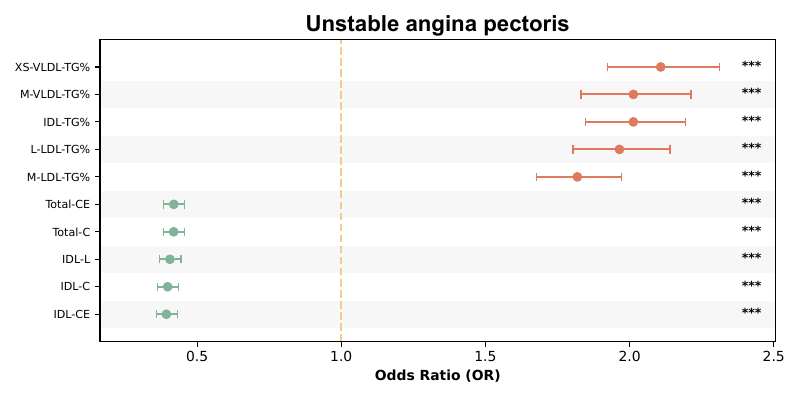 Unstable angina pectoris
XS-VLDL-TG% ***
M-VLDL-TG% ***
IDL-TG% ***
L-LDL-TG% ***
M-LDL-TG% ***
Total-CE ***
Total-C ***
IDL-L ***
IDL-C ***
IDL-CE ***
0.5 1.0 1.5 2.0 2.5
Odds Ratio (OR)